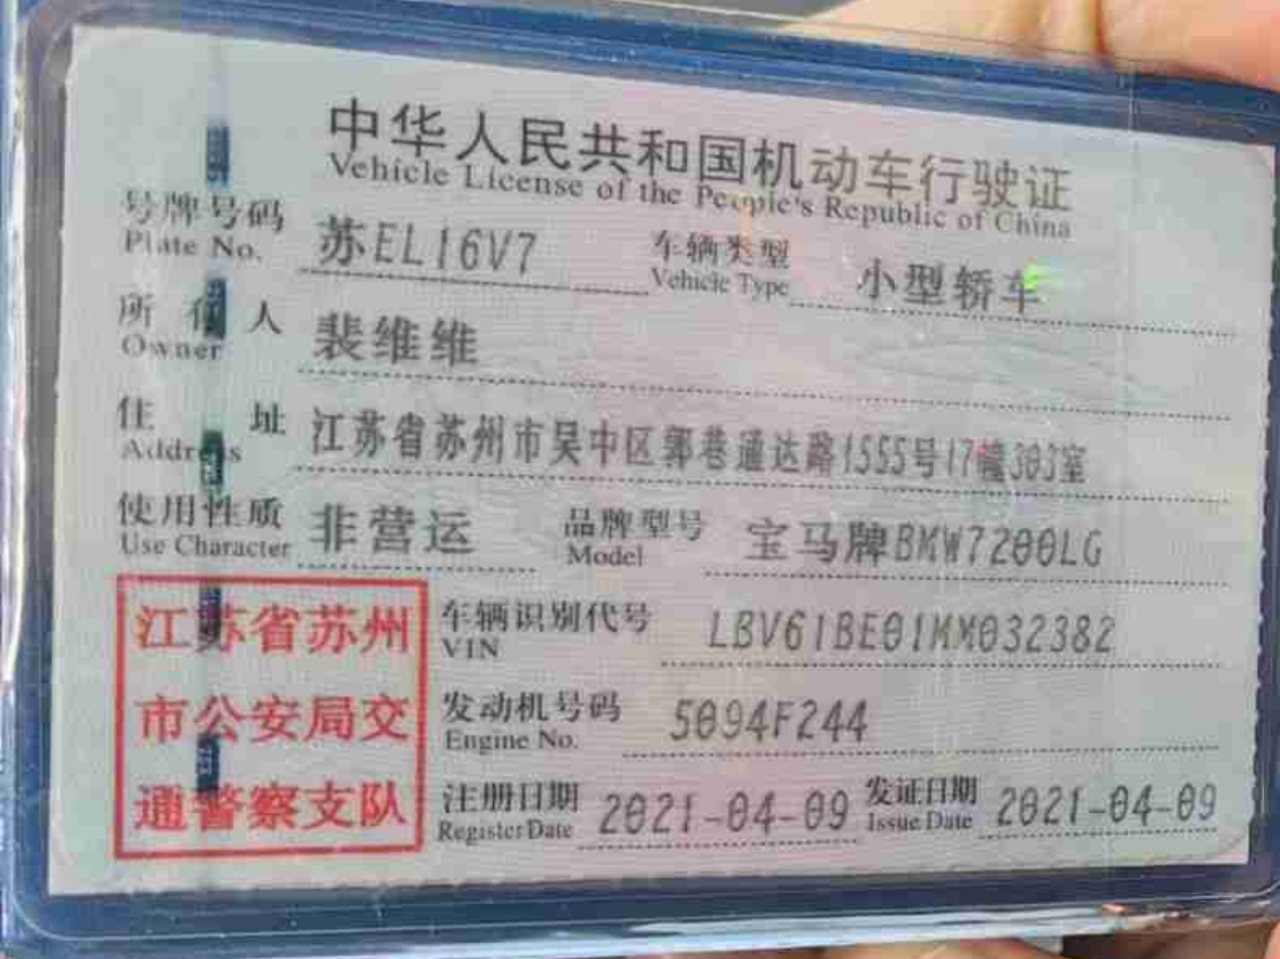 中华人民共和国机动车行驶证
Vehicle License of the People's Republic of China
号牌号码 苏EL16V7 车辆类型 小型轿车
Plate No. Vehicle Type
所有人 裴维维
Owner
住址 江苏省苏州市吴中区郭巷通达路1555号17幢303室
Address
使用性质 非营运 品牌型号 宝马牌BMW7200LG
Use Character Model
江苏省苏州
市公安局交
通警察支队
车辆识别代号 LBV61BE01MM032382
VIN
发动机号码 5094F244
Engine No.
注册日期 2021-04-09 发证日期 2021-04-09
Register Date Issue Date